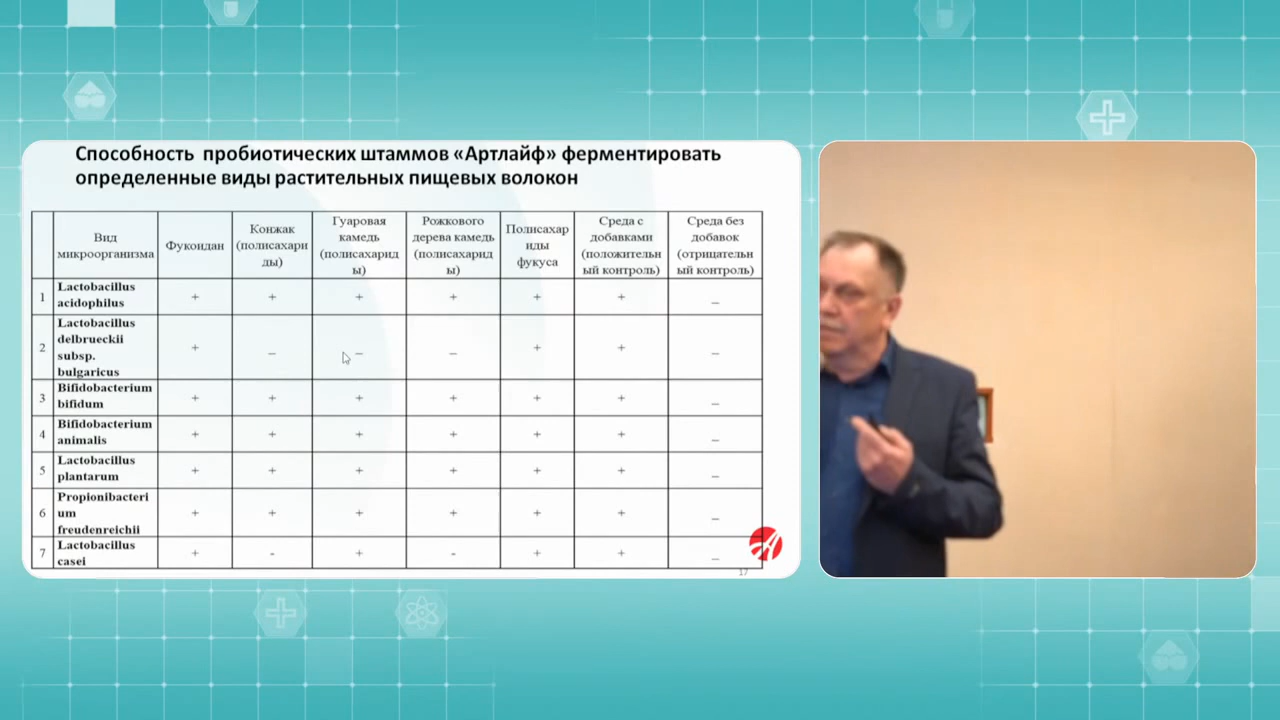 Способность пробиотических штаммов «Артлайф» ферментировать
определенные виды растительных пищевых волокон
Вид
микроорганизма
Фукоидан
Конжак
(полисахари
ды)
Гуаровая
камедь
(полисахарид
ы)
Рожкового
дерева камедь
(полисахарид
ы)
Полисахар
иды
фукуса
Среда с
добавками
(положительн
ый контроль)
Среда без
добавок
(отрицательн
ый контроль)
1
Lactobacillus
acidophilus
+ + + + + + _
2
Lactobacillus
delbrueckii
subsp.
bulgaricus
+ _ _ _ + + _
3
Bifidobacterium
bifidum
+ + + + + + _
4
Bifidobacterium
animalis
+ + + + + + _
5
Lactobacillus
plantarum
+ + + + + + _
6
Propionibacteri
um
freudenreichii
+ + + + + + _
7
Lactobacillus
casei
+ - + - + + _
17